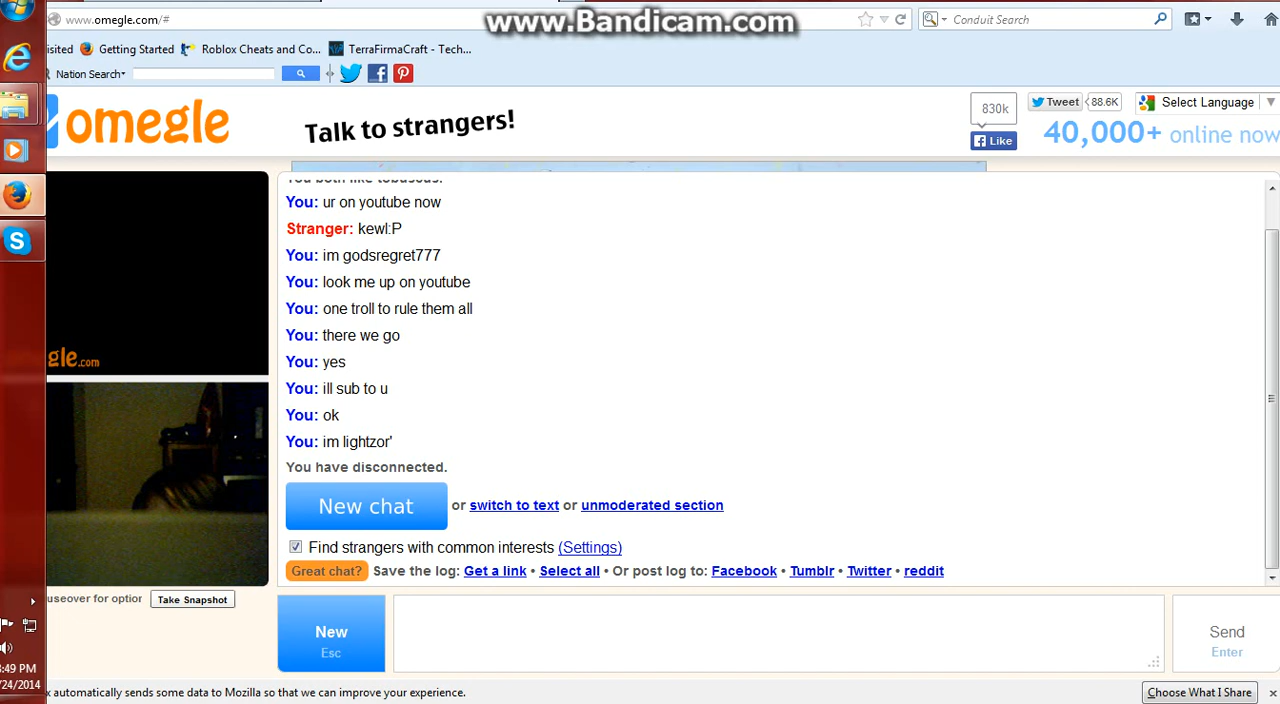 www.Bandicam.com
www.omegle.com/#
Conduit Search
isited Getting Started Roblox Cheats and Co... TerraFirmaCraft - Tech...
Nation Search
omegle
Talk to strangers!
830k
Like
Tweet 88.6K
Select Language
40,000+ online now
You both like tobuscus.
You: ur on youtube now
Stranger: kewl:P
You: im godsregret777
You: look me up on youtube
You: one troll to rule them all
You: there we go
You: yes
You: ill sub to u
You: ok
You: im lightzor'
You have disconnected.
New chat or switch to text or unmoderated section
Find strangers with common interests (Settings)
Great chat? Save the log: Get a link • Select all • Or post log to: Facebook • Tumblr • Twitter • reddit
gle.com
useover for option
Take Snapshot
New
Esc
Send
Enter
:49 PM
/24/2014
x automatically sends some data to Mozilla so that we can improve your experience.
Choose What I Share